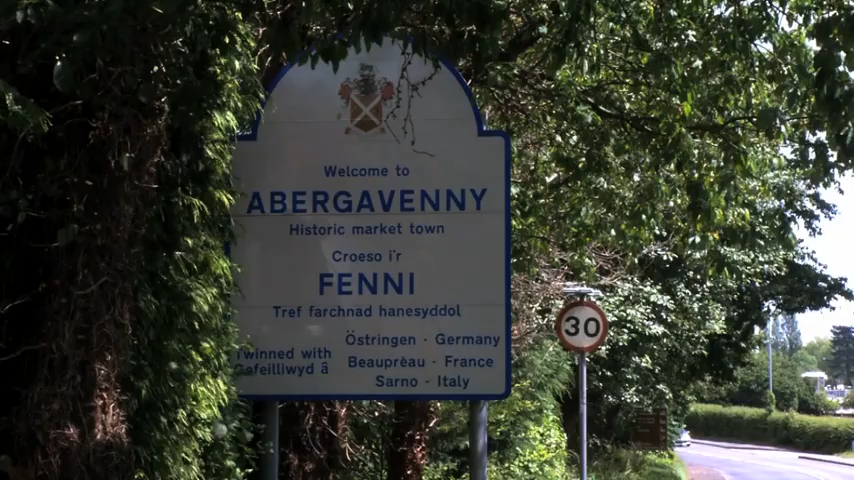 Welcome to
ABERGAVENNY
Historic market town
Croeso i'r
FENNI
Tref farchnad hanesyddol
Twinned with
Gefeilliwyd â
Östringen - Germany
Beauprèau - France
Sarno - Italy
30